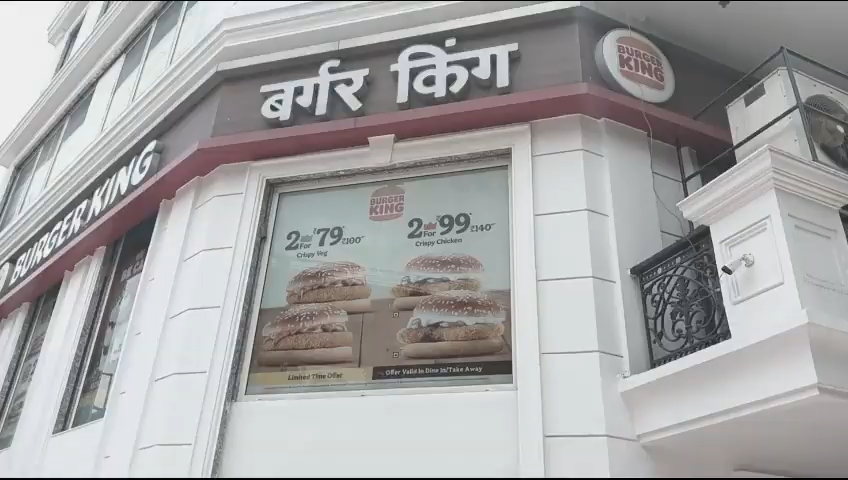 बर्गर किंग
BURGER KING
BURGER KING
BURGER KING
2 For ₹79* ₹100*
Crispy Veg
2 For ₹99* ₹140*
Crispy Chicken
Limited Time Offer
Offer Valid In Dine In/Take Away